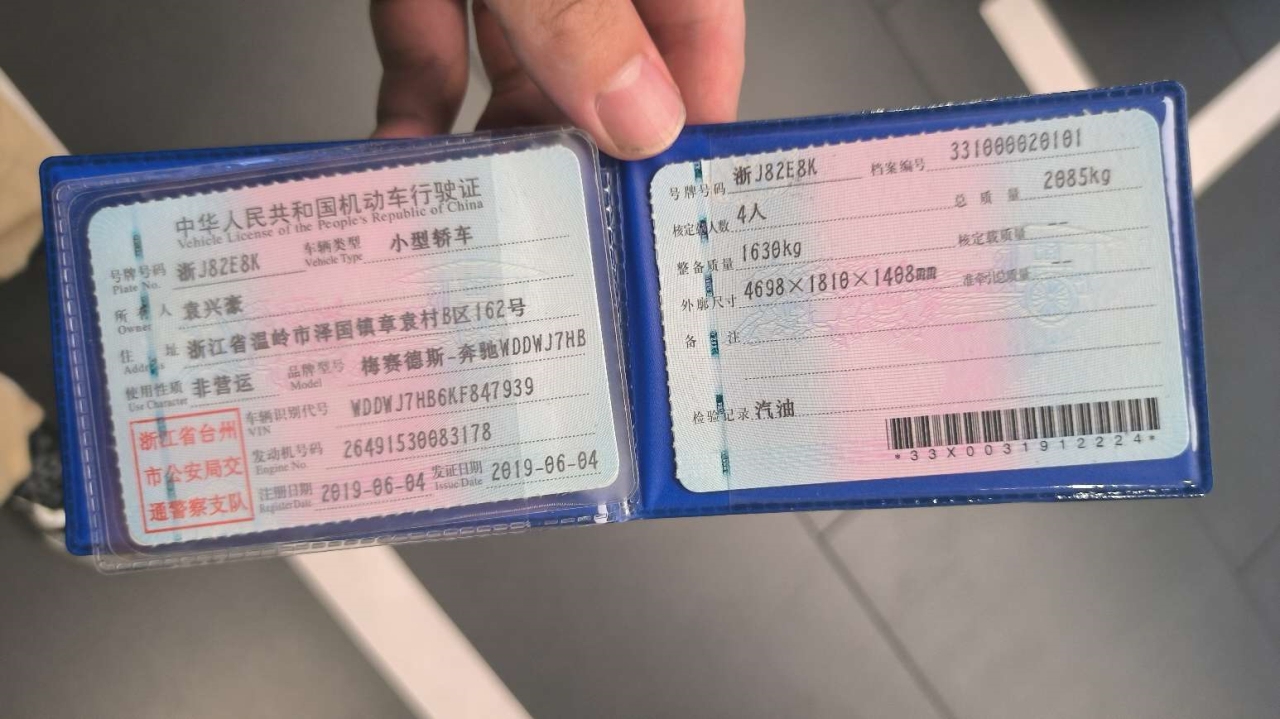 中华人民共和国机动车行驶证
Vehicle License of the People's Republic of China
号牌号码 浙J82E8K 车辆类型 小型轿车
Plate No. Vehicle Type
所有人 袁兴豪
Owner
住址 浙江省温岭市泽国镇章袁村B区162号
Address
使用性质 非营运 品牌型号 梅赛德斯-奔驰WDDWJ7HB
Use Character Model
浙江省台州
市公安局交
通警察支队
车辆识别代号 WDDWJ7HB6KF847939
VIN
发动机号码 26491530083178
Engine No.
注册日期 2019-06-04 发证日期 2019-06-04
Register Date Issue Date
号牌号码 浙J82E8K 档案编号 331000020101
核定载人数 4人 总质量 2085kg
整备质量 1630kg 核定载质量 --
外廓尺寸 4698×1810×1408mm 准牵引总质量 --
备注
检验记录 汽油
*33X0031912224*